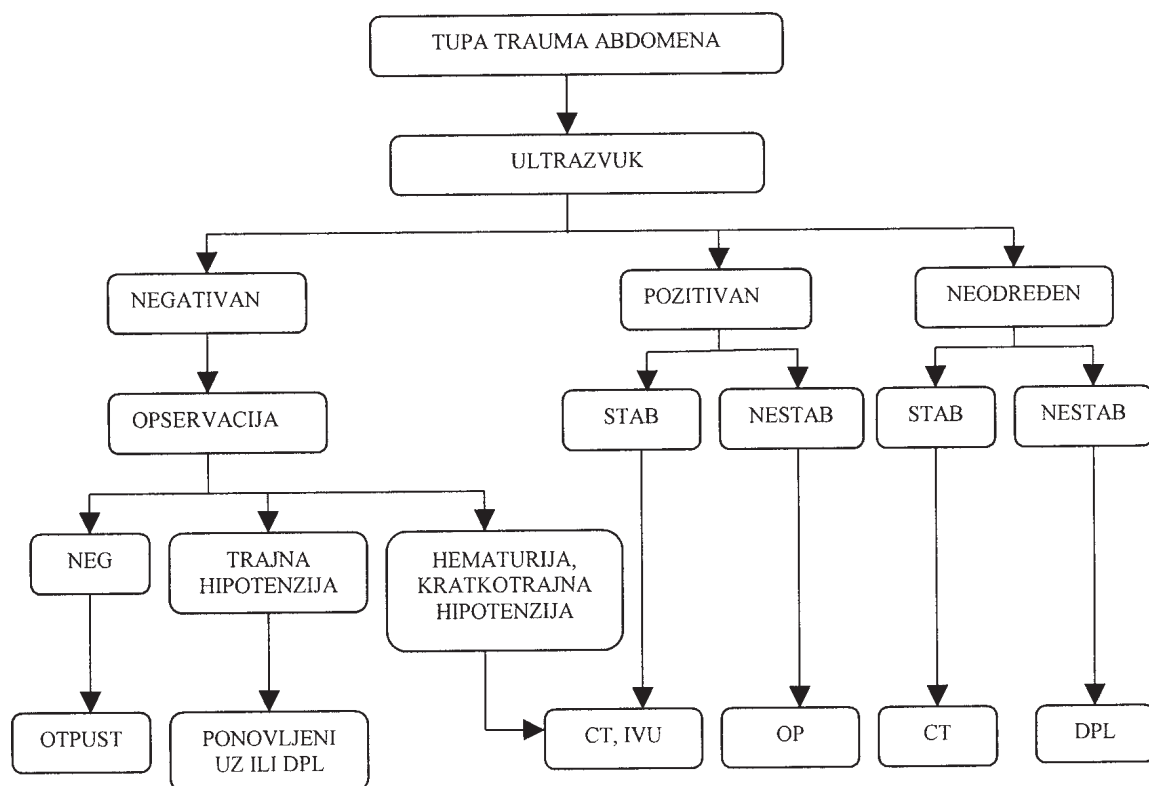 TUPA TRAUMA ABDOMENA
ULTRAZVUK
NEGATIVAN
POZITIVAN
NEODREĐEN
OPSERVACIJA
STAB
NESTAB
STAB
NESTAB
NEG
TRAJNA
HIPOTENZIJA
HEMATURIJA,
KRATKOTRAJNA
HIPOTENZIJA
OTPUST
PONOVLJENI
UZ ILI DPL
CT, IVU
OP
CT
DPL